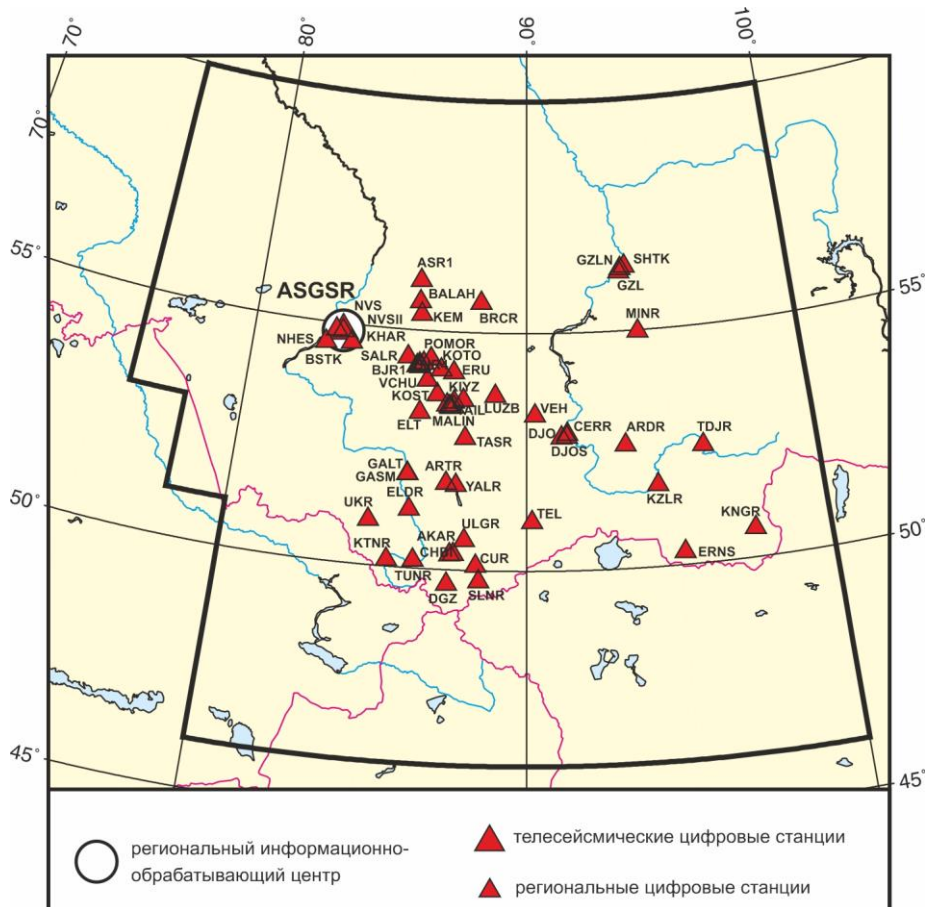 70°
80°
90°
100°
70°
55°
55°
ASR1
GZLN
SHTK
GZL
ASGSR
BALAH
NVS
KEM
BRCR
MINR
NVSII
NHES
KHAR
POMOR
BSTK
SALR
KOTO
BJR1
ERU
VCHU
KIYZ
KOST
LUZB
VEH
ELT
MALIN
CERR
ARDR
TDJR
DJOS
TASR
GALT
ARTR
GASM
YALR
ELDR
KZLR
UKR
TEL
KNGR
50°
50°
AKAR
ULGR
KTNR
CUR
ERNS
TUNR
DGZ
SLNR
45°
45°
региональный информационно-
обрабатывающий центр
телесейсмические цифровые станции
региональные цифровые станции